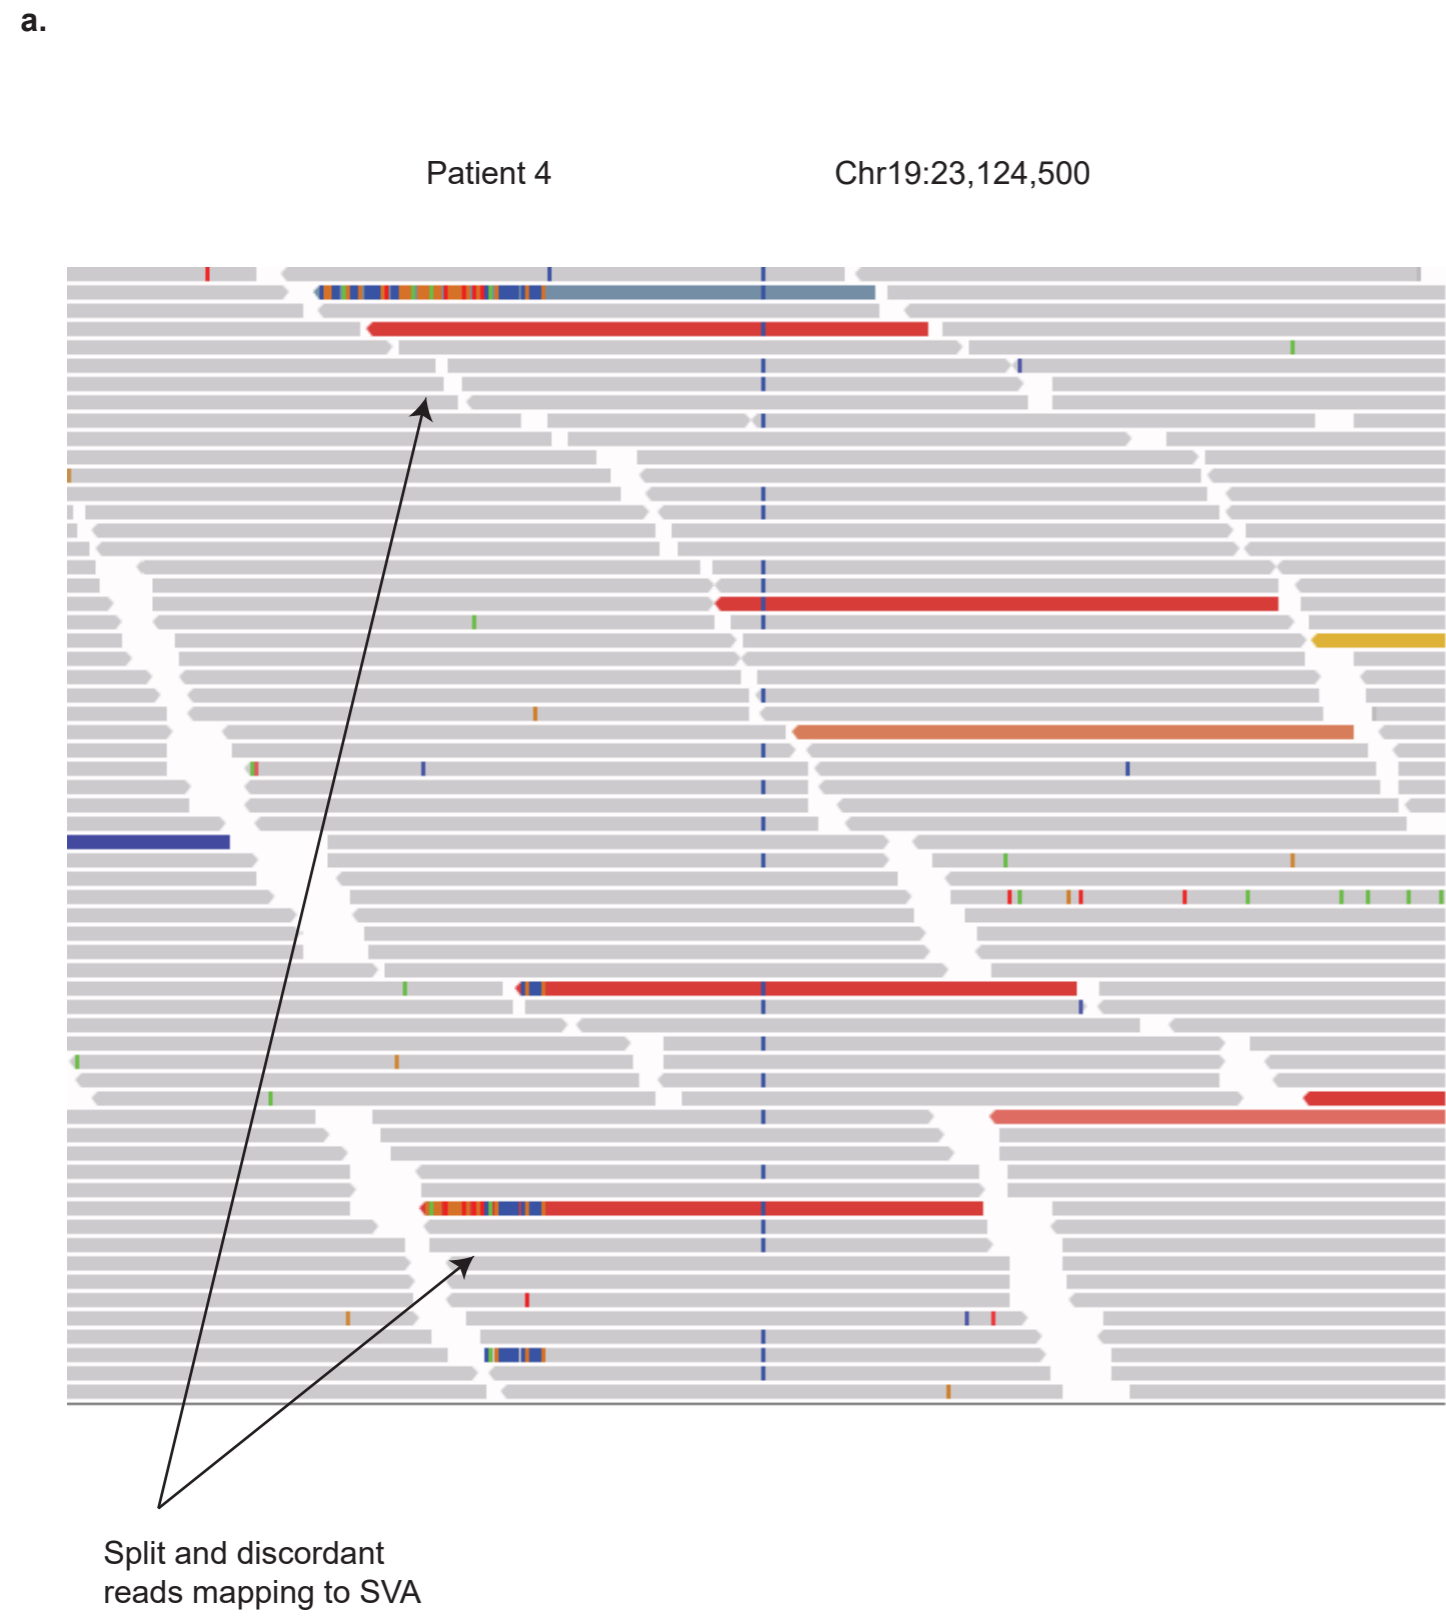 a.
Patient 4 Chr19:23,124,500
Split and discordant
reads mapping to SVA